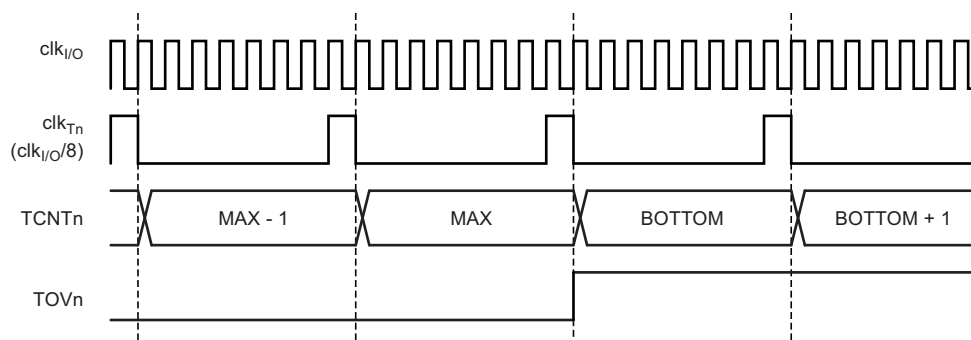 clkI/O
clkTn
(clkI/O/8)
TCNTn MAX - 1 MAX BOTTOM BOTTOM + 1
TOVn